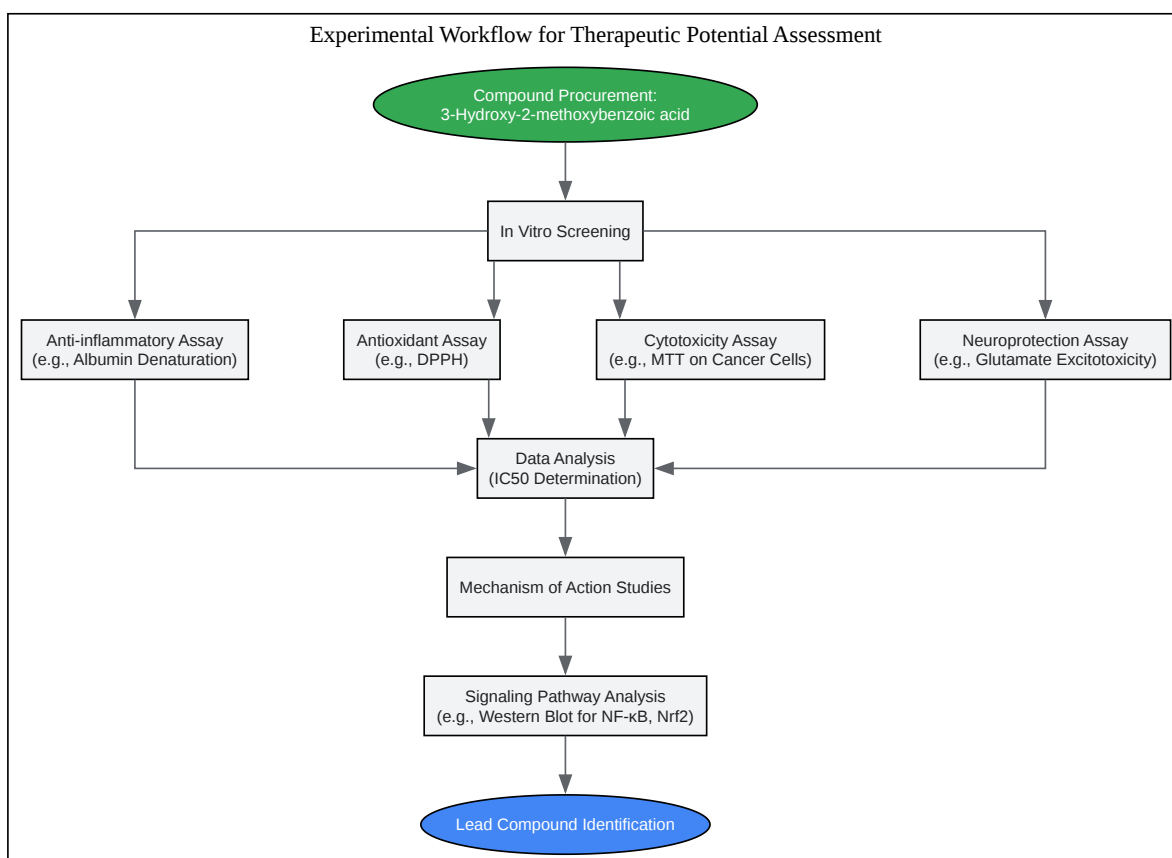 Experimental Workflow for Therapeutic Potential Assessment
Compound Procurement:
3-Hydroxy-2-methoxybenzoic acid
In Vitro Screening
Anti-inflammatory Assay
(e.g., Albumin Denaturation)
Antioxidant Assay
(e.g., DPPH)
Cytotoxicity Assay
(e.g., MTT on Cancer Cells)
Neuroprotection Assay
(e.g., Glutamate Excitotoxicity)
Data Analysis
(IC50 Determination)
Mechanism of Action Studies
Signaling Pathway Analysis
(e.g., Western Blot for NF-κB, Nrf2)
Lead Compound Identification